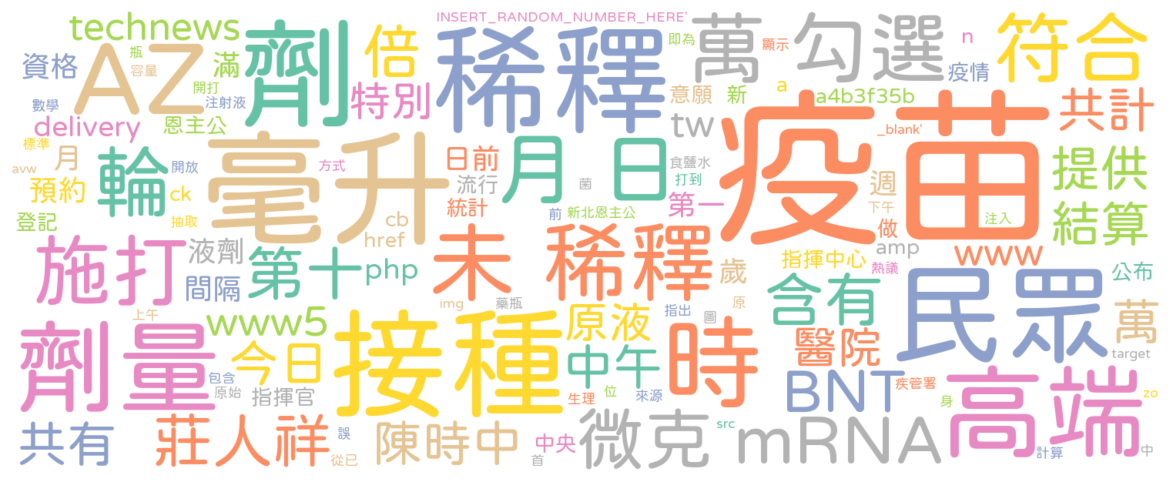 INSERT_RANDOM_NUMBER_HERE'
technews
劑
倍
稀釋
即為
萬
顯示
勾選
n
符合
資格
AZ
瓶
容量
滿
開打
注射液
特別
意願
新
a
a4b3f35b
疫情
共計
數學
delivery
恩主公
tw
_blank'
疫苗
標準
avw
月
輪
開放
毫升
方式
日前
流行
月 日
菌
食鹽水
打到
週
下午
提供
預約
ck
抽取
cb
href
統計
前
新北恩主公
第一
做
注入
結算
登記
施打
液劑
間隔
第十
php
未 稀釋
歲
指揮中心
amp
熱議
www
公布
img
藥瓶
指出
圖
原
含有
民眾
萬
上午
www5
接種
原液
時
醫院
target
劑量
今日
包含
原始
指揮官
中午
生理
位
來源
BNT
疾管署
身
高端
zo
共有
莊人祥
誤
從已
陳時中
首
中央
微克
src
mRNA
計算
中